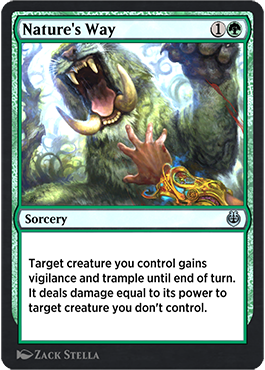 Nature's Way 1
Sorcery
Target creature you control gains
vigilance and trample until end of turn.
It deals damage equal to its power to
target creature you don't control.
Zack Stella